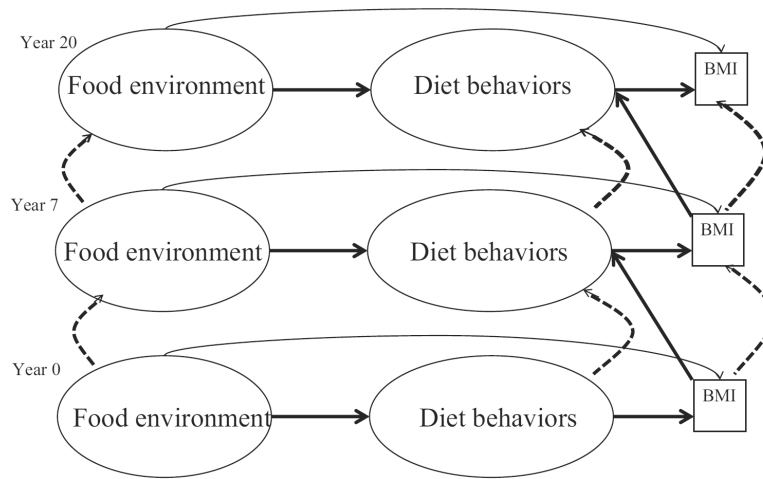 Year 20
Food environment
Diet behaviors
BMI
Year 7
Food environment
Diet behaviors
BMI
Year 0
Food environment
Diet behaviors
BMI